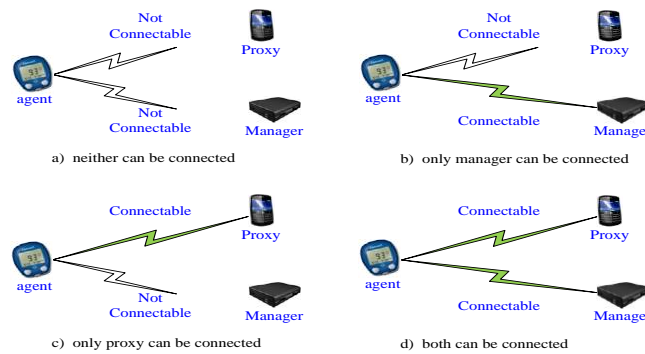 Not
Connectable
Proxy
agent
Not
Connectable
Manager
a) neither can be connected
Not
Connectable
Proxy
agent
Connectable
Manage
b) only manager can be connected
Connectable
Proxy
agent
Not
Connectable
Manager
c) only proxy can be connected
Connectable
Proxy
agent
Connectable
Manage
d) both can be connected